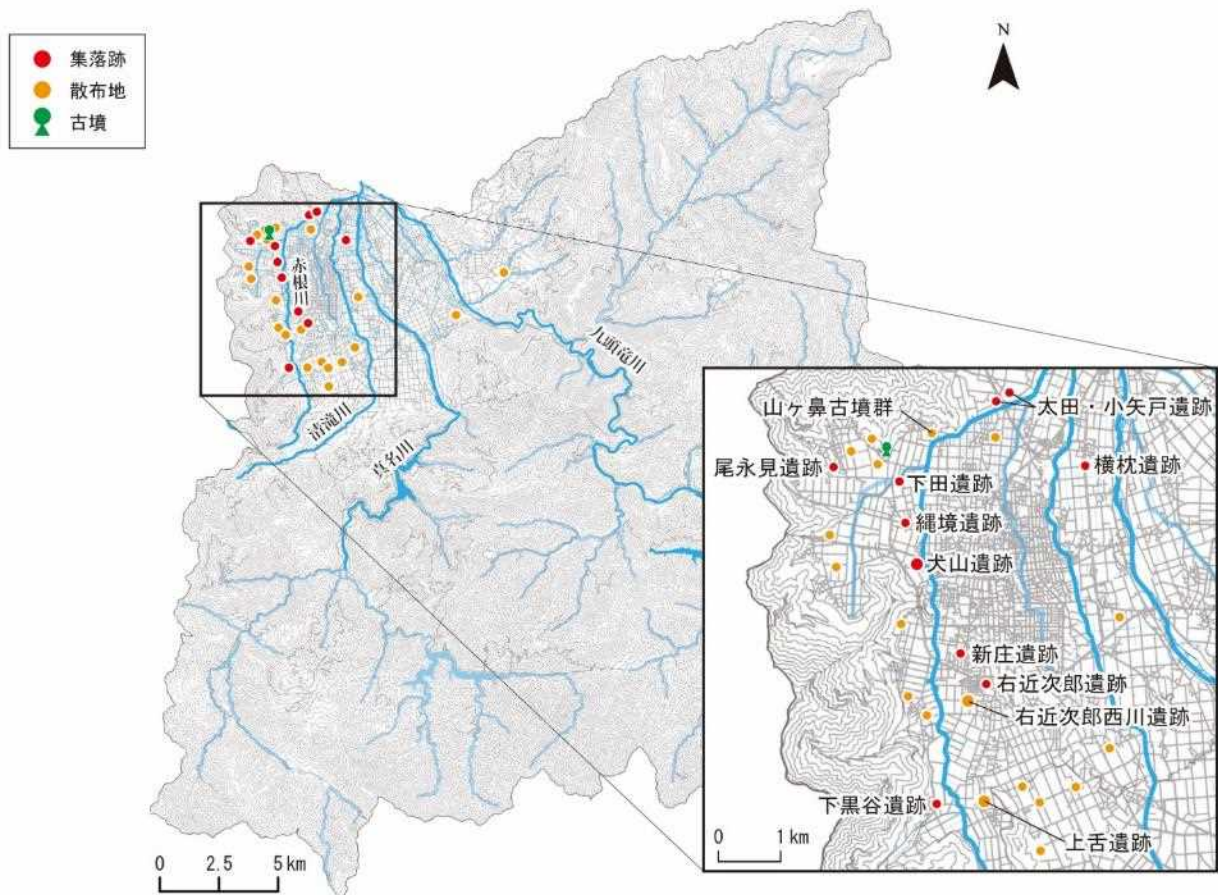 集落跡
散布地
古墳
N
赤根川
九頭竜川
清滝川
真名川
0 2.5 5km
山ヶ鼻古墳群
太田・小矢戸遺跡
尾永見遺跡
横枕遺跡
下田遺跡
縄境遺跡
犬山遺跡
新庄遺跡
右近次郎遺跡
右近次郎西川遺跡
下黒谷遺跡
上舌遺跡
0 1km